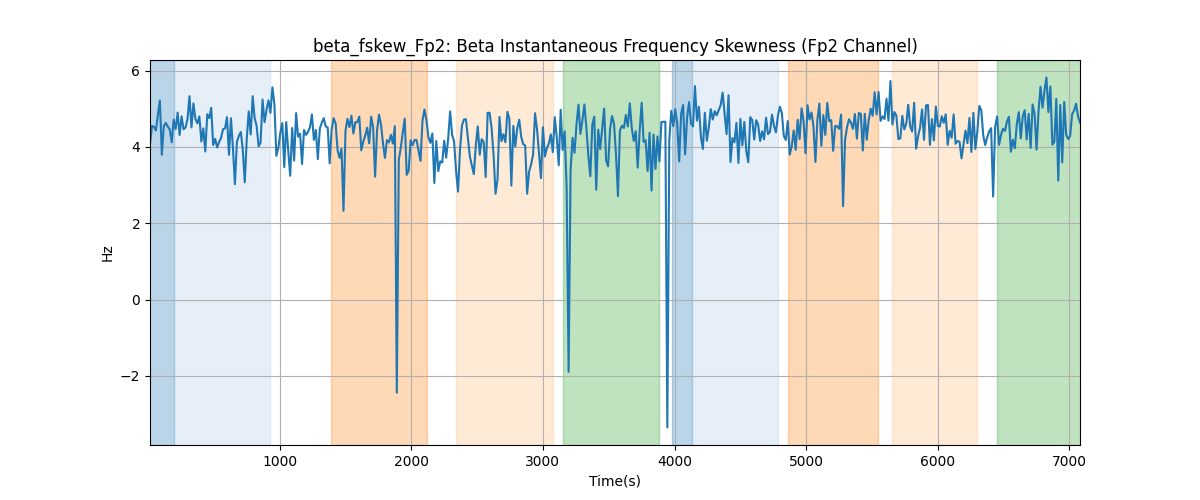 beta_fskew_Fp2: Beta Instantaneous Frequency Skewness (Fp2 Channel)
6
4
2
0
−2
Hz
1000 2000 3000 4000 5000 6000 7000
Time(s)